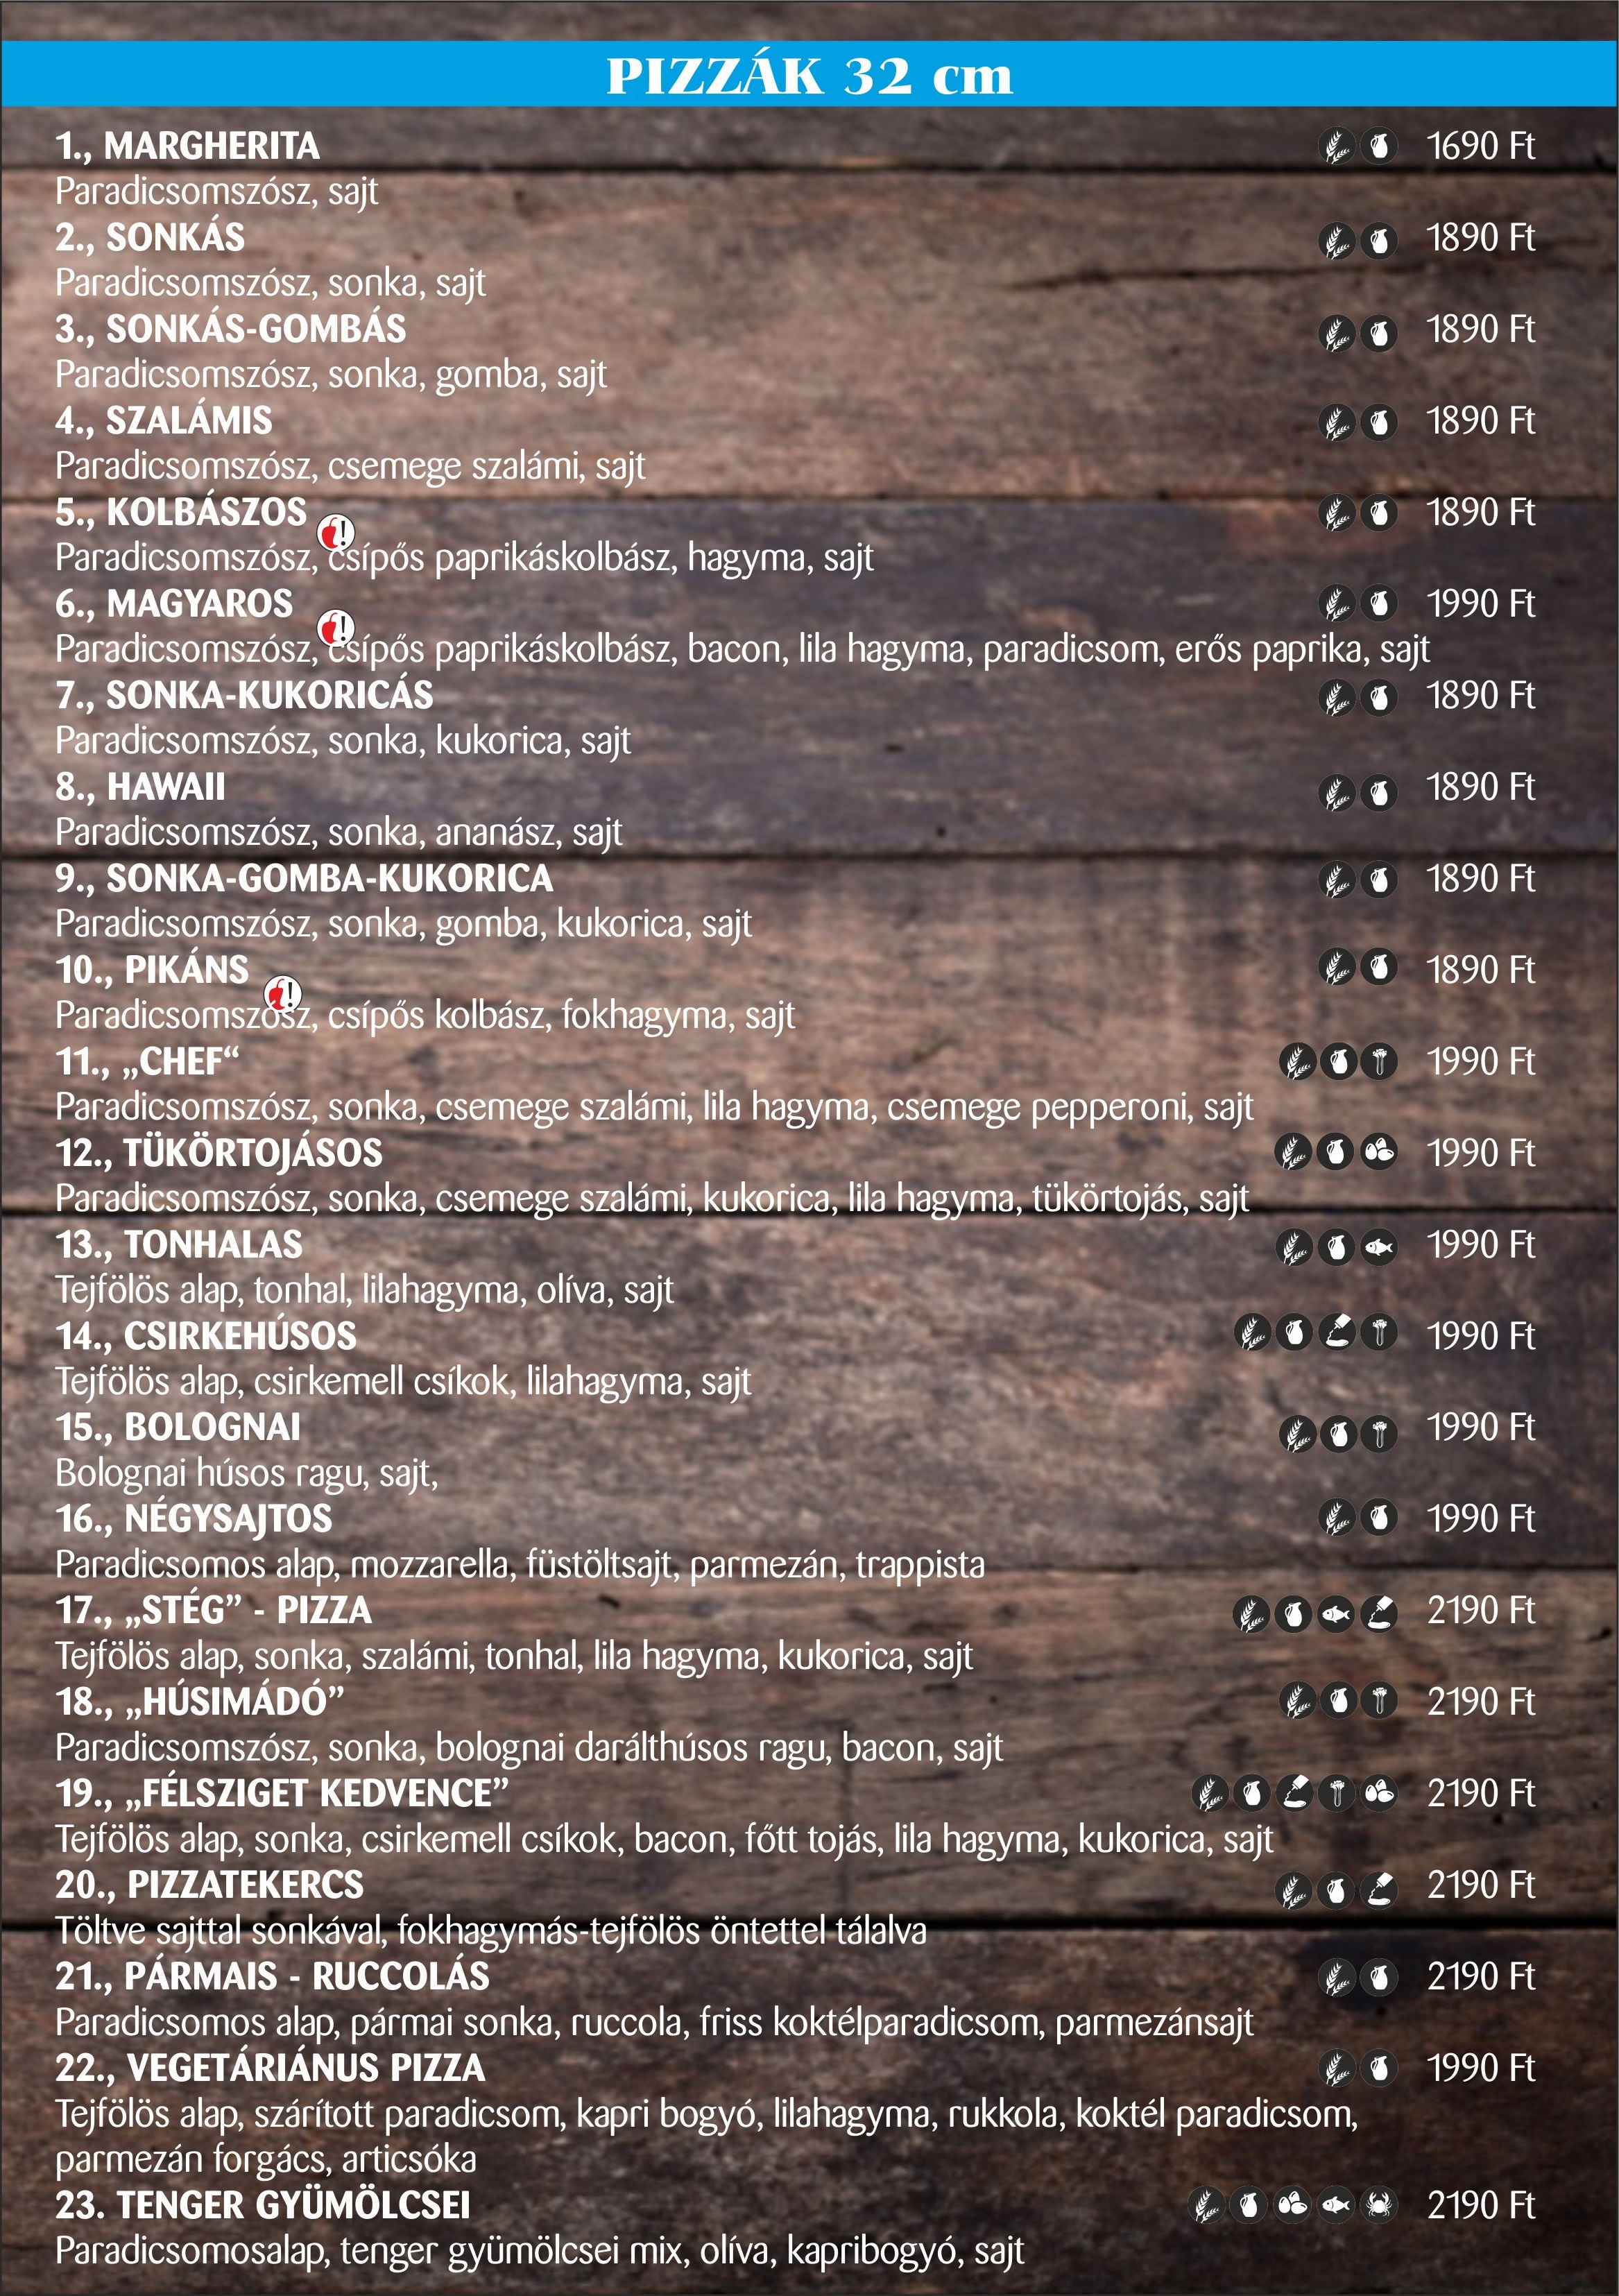 PIZZÁK 32 cm
1., MARGHERITA 1690 Ft
Paradicsomszósz, sajt
2., SONKÁS 1890 Ft
Paradicsomszósz, sonka, sajt
3., SONKÁS-GOMBÁS 1890 Ft
Paradicsomszósz, sonka, gomba, sajt
4., SZALÁMIS 1890 Ft
Paradicsomszósz, csemege szalámi, sajt
5., KOLBÁSZOS 1890 Ft
Paradicsomszósz, csípős paprikáskolbász, hagyma, sajt
6., MAGYAROS 1990 Ft
Paradicsomszósz, csípős paprikáskolbász, bacon, lila hagyma, paradicsom, erős paprika, sajt
7., SONKA-KUKORICÁS 1890 Ft
Paradicsomszósz, sonka, kukorica, sajt
8., HAWAII 1890 Ft
Paradicsomszósz, sonka, ananász, sajt
9., SONKA-GOMBA-KUKORICA 1890 Ft
Paradicsomszósz, sonka, gomba, kukorica, sajt
10., PIKÁNS 1890 Ft
Paradicsomszósz, csípős kolbász, fokhagyma, sajt
11., „CHEF“ 1990 Ft
Paradicsomszósz, sonka, csemege szalámi, lila hagyma, csemege pepperoni, sajt
12., TÜKÖRTOJÁSOS 1990 Ft
Paradicsomszósz, sonka, csemege szalámi, kukorica, lila hagyma, tükörtojás, sajt
13., TONHALAS 1990 Ft
Tejfölös alap, tonhal, lilahagyma, olíva, sajt
14., CSIRKEHÚSOS 1990 Ft
Tejfölös alap, csirkemell csíkok, lilahagyma, sajt
15., BOLOGNAI 1990 Ft
Bolognai húsos ragu, sajt,
16., NÉGYSAJTOS 1990 Ft
Paradicsomos alap, mozzarella, füstöltsajt, parmezán, trappista
17., „STÉG” - PIZZA 2190 Ft
Tejfölös alap, sonka, szalámi, tonhal, lila hagyma, kukorica, sajt
18., „HÚSIMÁDÓ” 2190 Ft
Paradicsomszósz, sonka, bolognai darálthúsos ragu, bacon, sajt
19., „FÉLSZIGET KEDVENCE” 2190 Ft
Tejfölös alap, sonka, csirkemell csíkok, bacon, főtt tojás, lila hagyma, kukorica, sajt
20., PIZZATEKERCS 2190 Ft
Töltve sajttal sonkával, fokhagymás-tejfölös öntettel tálalva
21., PÁRMAIS - RUCCOLÁS 2190 Ft
Paradicsomos alap, pármai sonka, ruccola, friss koktélparadicsom, parmezánsajt
22., VEGETÁRIÁNUS PIZZA 1990 Ft
Tejfölös alap, szárított paradicsom, kapri bogyó, lilahagyma, rukkola, koktél paradicsom,
parmezán forgács, articsóka
23. TENGER GYÜMÖLCSEI 2190 Ft
Paradicsomosalap, tenger gyümölcsei mix, olíva, kapribogyó, sajt